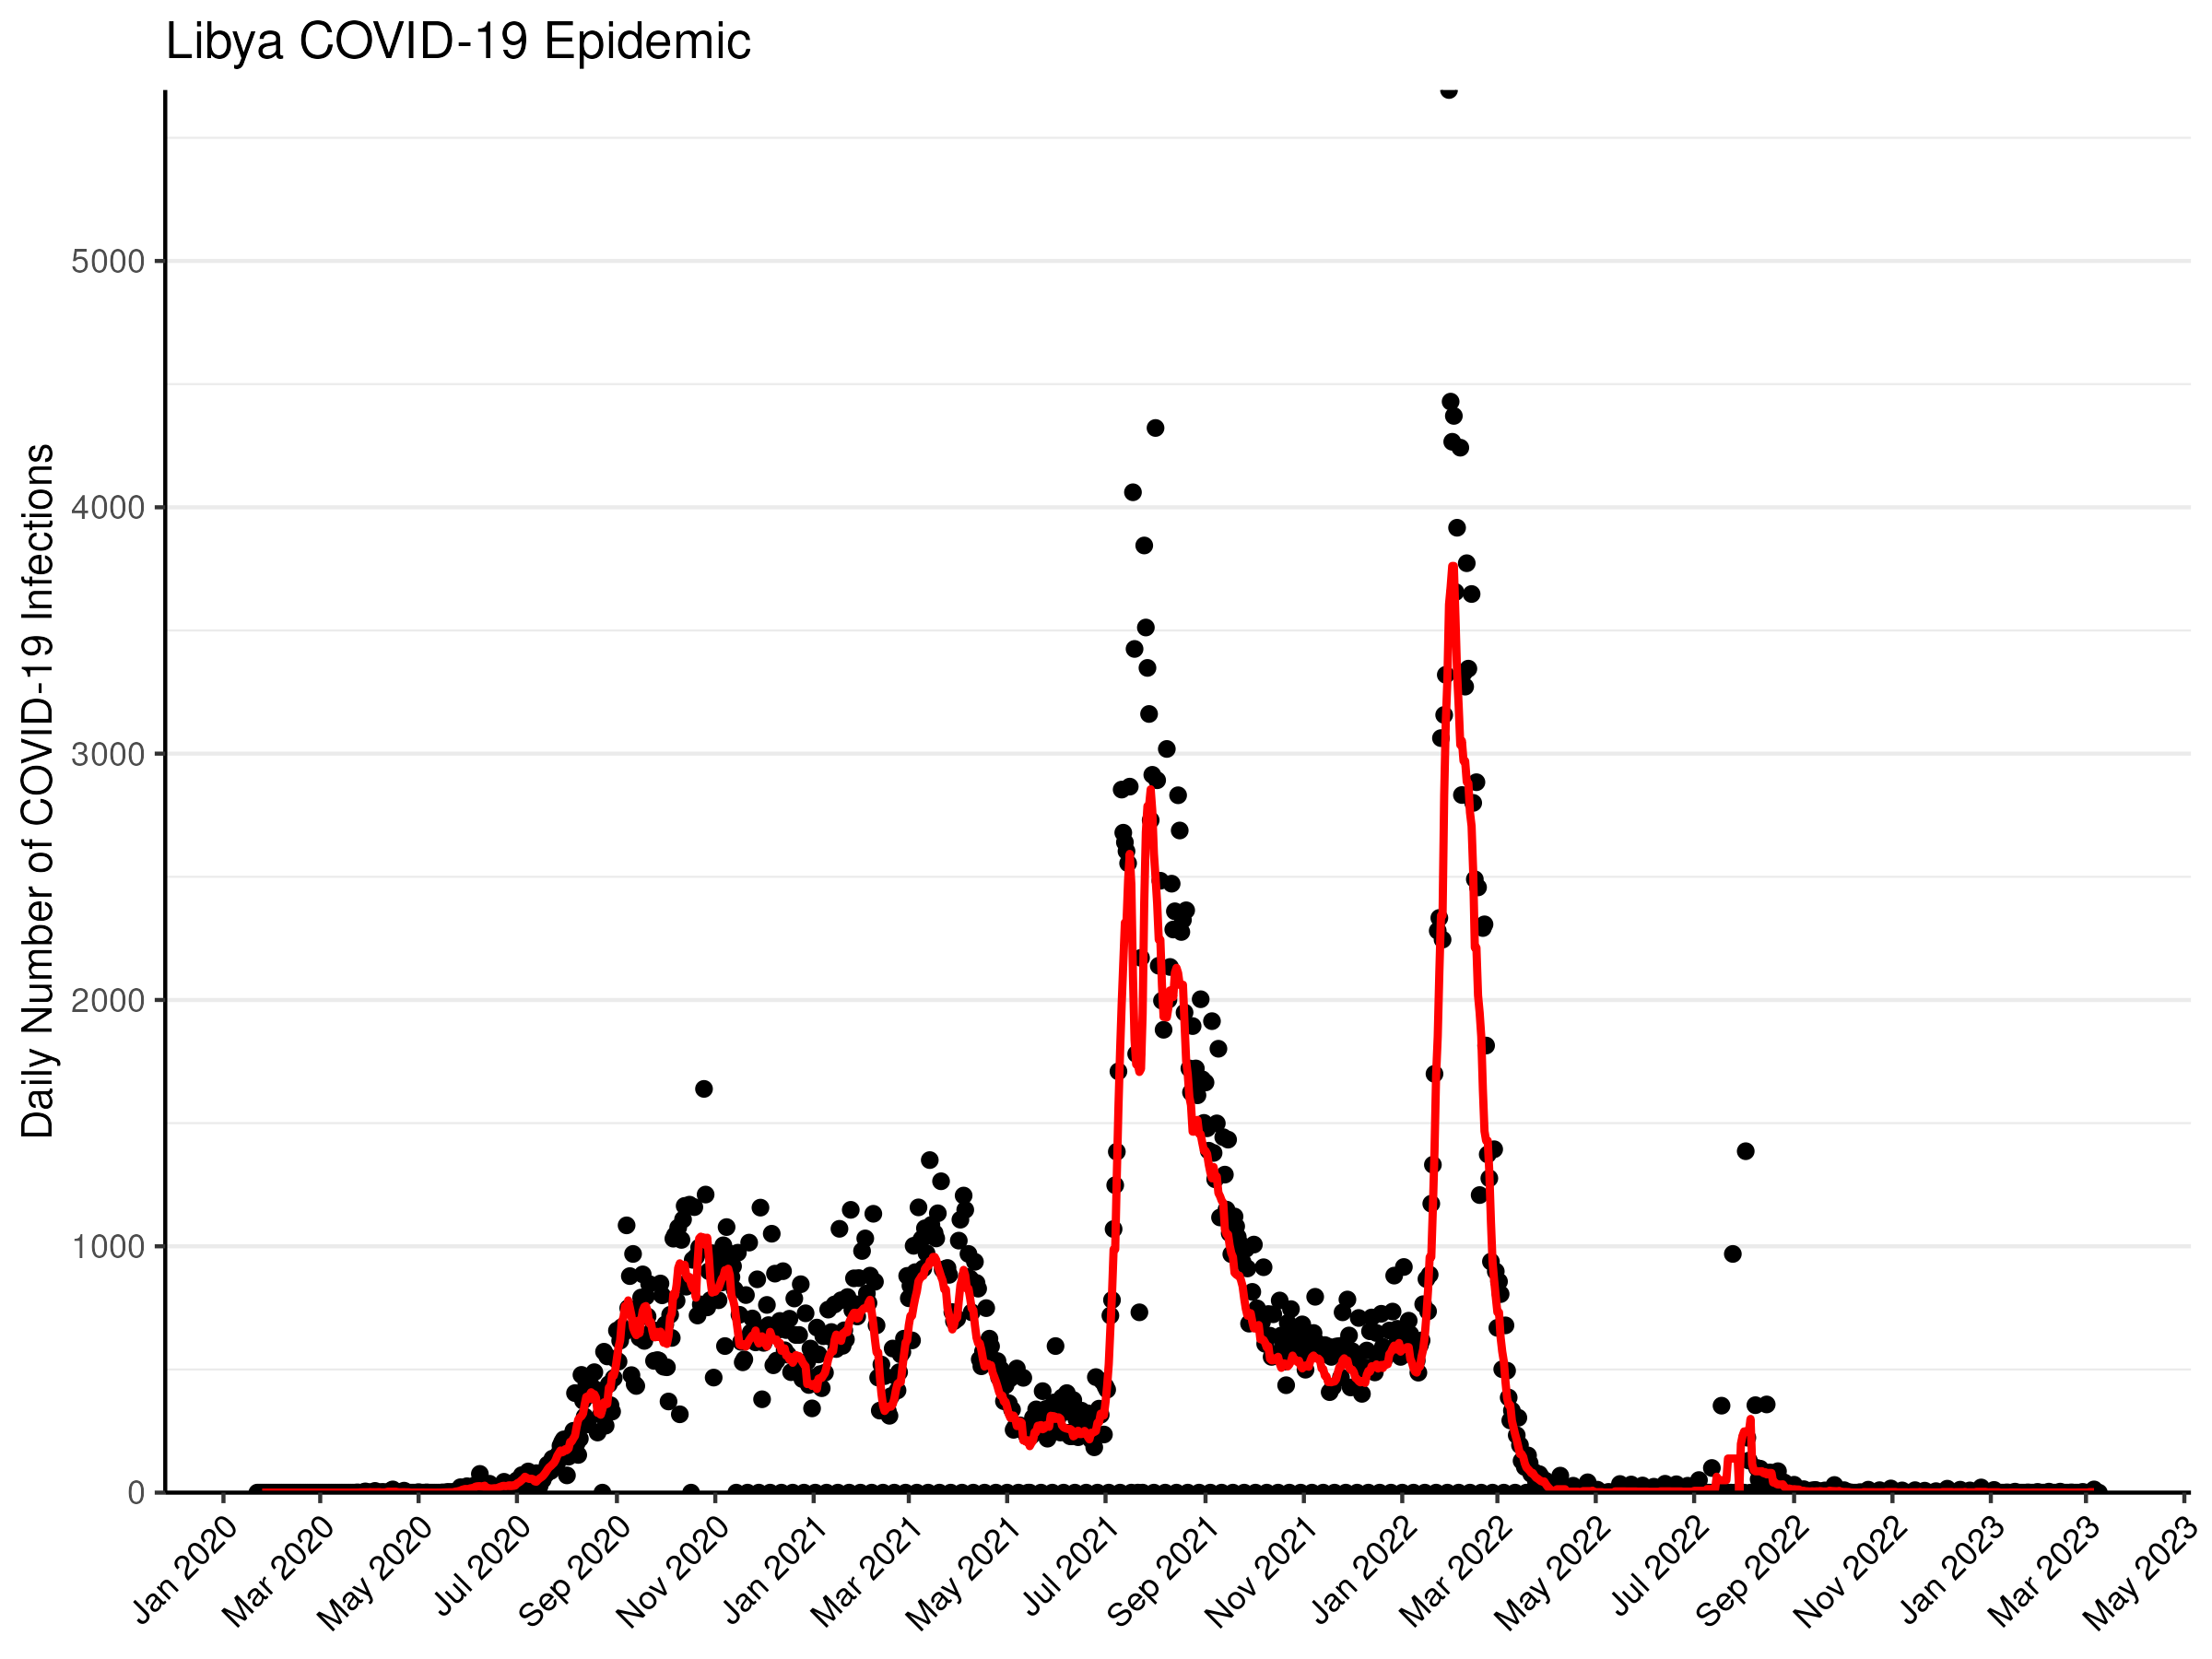 Libya COVID-19 Epidemic
Daily Number of COVID-19 Infections
5000
4000
3000
2000
1000
0
Jan 2020
Mar 2020
May 2020
Jul 2020
Sep 2020
Nov 2020
Jan 2021
Mar 2021
May 2021
Jul 2021
Sep 2021
Nov 2021
Jan 2022
Mar 2022
May 2022
Jul 2022
Sep 2022
Nov 2022
Jan 2023
Mar 2023
May 2023